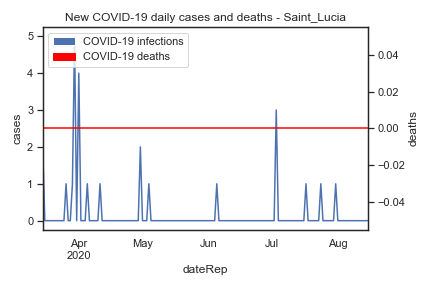 New COVID-19 daily cases and deaths - Saint_Lucia
COVID-19 infections
COVID-19 deaths
5
4
3
2
1
0
cases
0.04
0.02
0.00
−0.02
−0.04
deaths
Apr
2020
May
Jun
Jul
Aug
dateRep